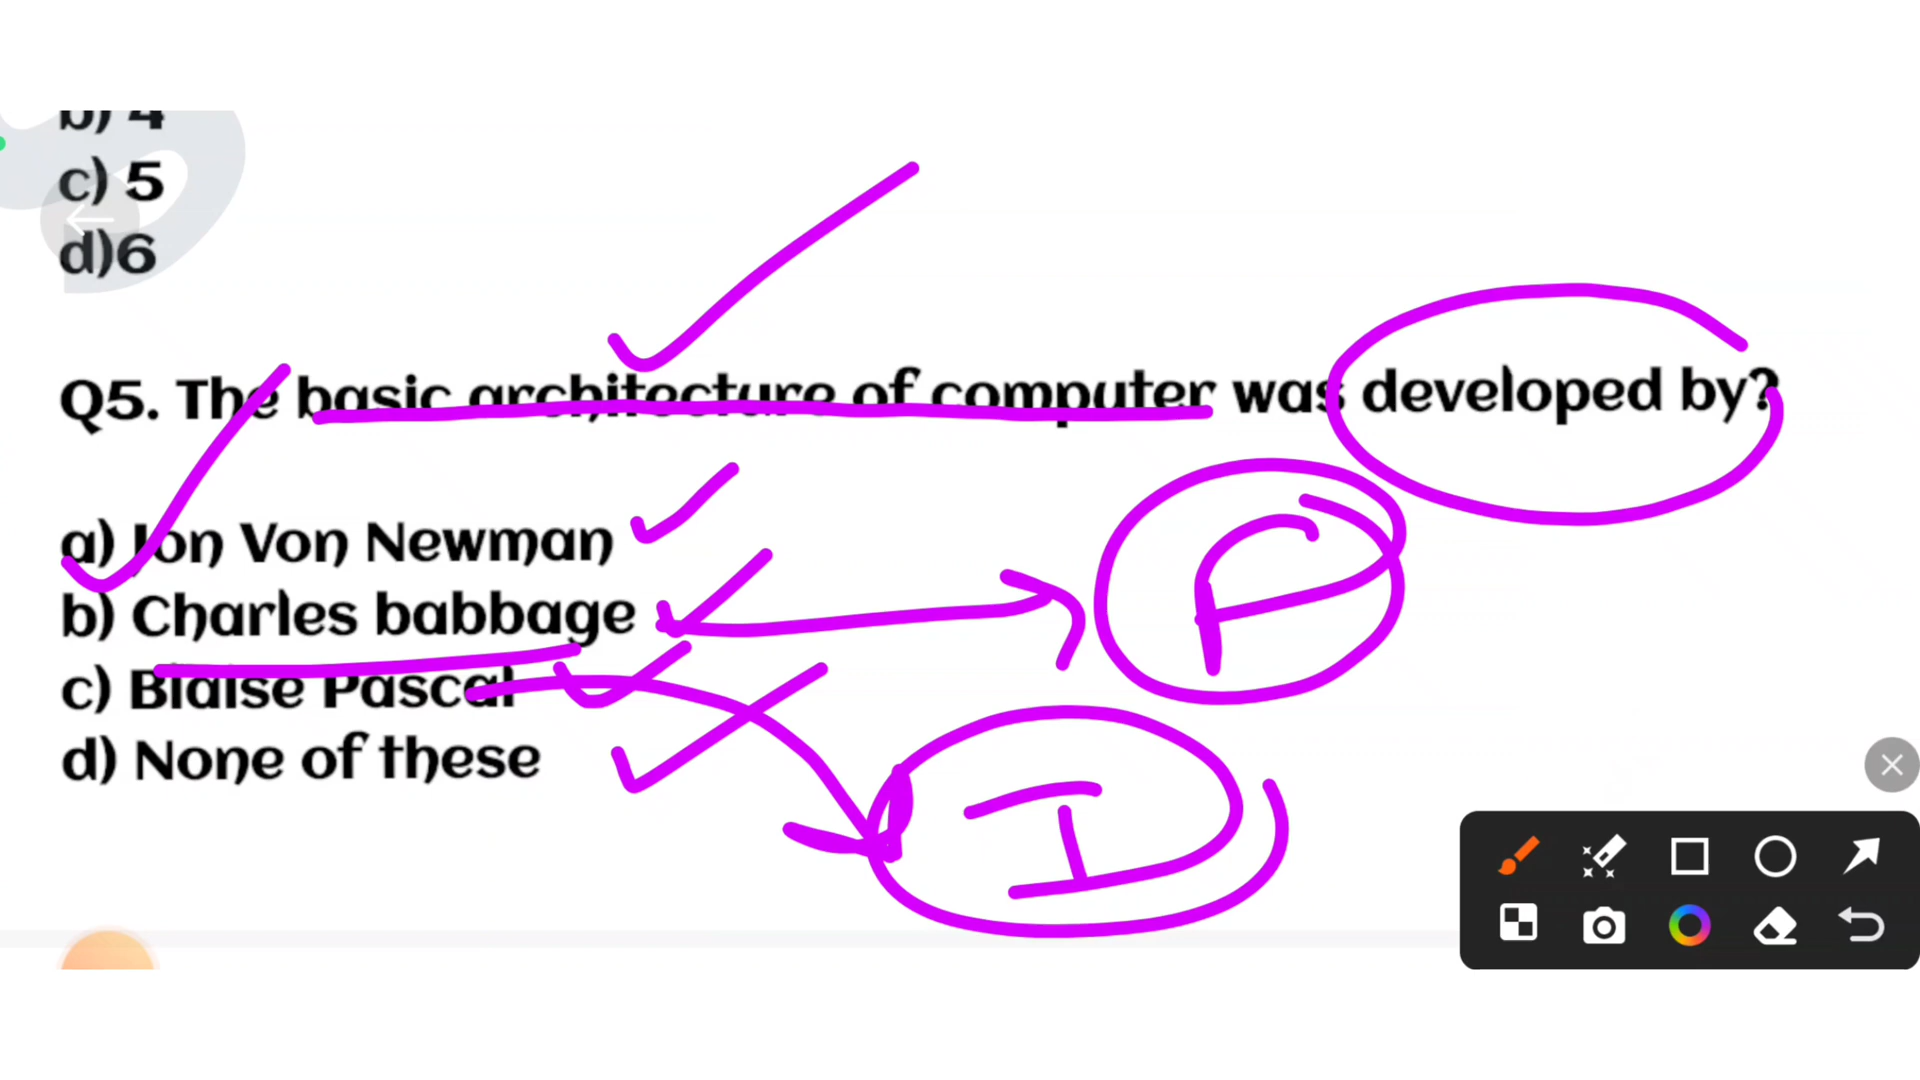 b) 4
c) 5
d)6
Q5. The basic architecture of computer was developed by?
a) Jon Von Newman
b) Charles babbage
P
c) Blaise Pascal
d) None of these
I